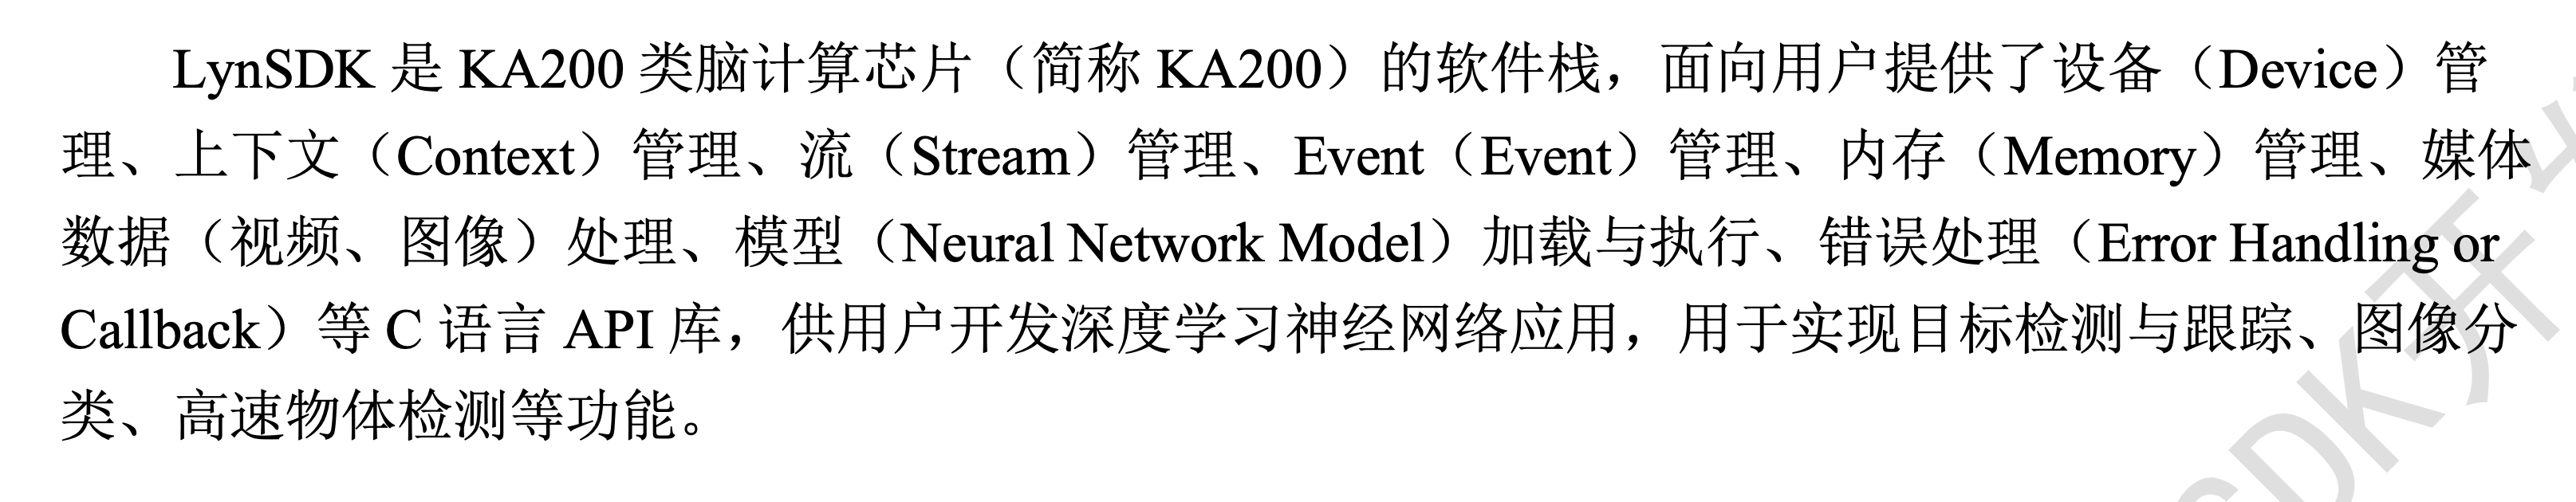 LynSDK 是 KA200 类脑计算芯片（简称 KA200）的软件栈，面向用户提供了设备（Device）管
理、上下文（Context）管理、流（Stream）管理、Event（Event）管理、内存（Memory）管理、媒体
数据（视频、图像）处理、模型（Neural Network Model）加载与执行、错误处理（Error Handling or
Callback）等 C 语言 API 库，供用户开发深度学习神经网络应用，用于实现目标检测与跟踪、图像分
类、高速物体检测等功能。
SDK开